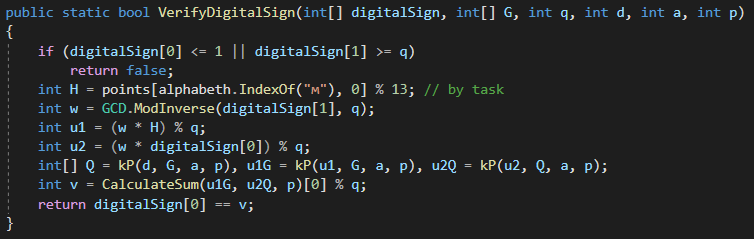 public static bool VerifyDigitalSign(int[] digitalSign, int[] G, int q, int d, int a, int p)
{
if (digitalSign[0] <= 1 || digitalSign[1] >= q)
return false;
int H = points[alphabeth.IndexOf("м"), 0] % 13; // by task
int w = GCD.ModInverse(digitalSign[1], q);
int u1 = (w * H) % q;
int u2 = (w * digitalSign[0]) % q;
int[] Q = kP(d, G, a, p), u1G = kP(u1, G, a, p), u2Q = kP(u2, Q, a, p);
int v = CalculateSum(u1G, u2Q, p)[0] % q;
return digitalSign[0] == v;
}